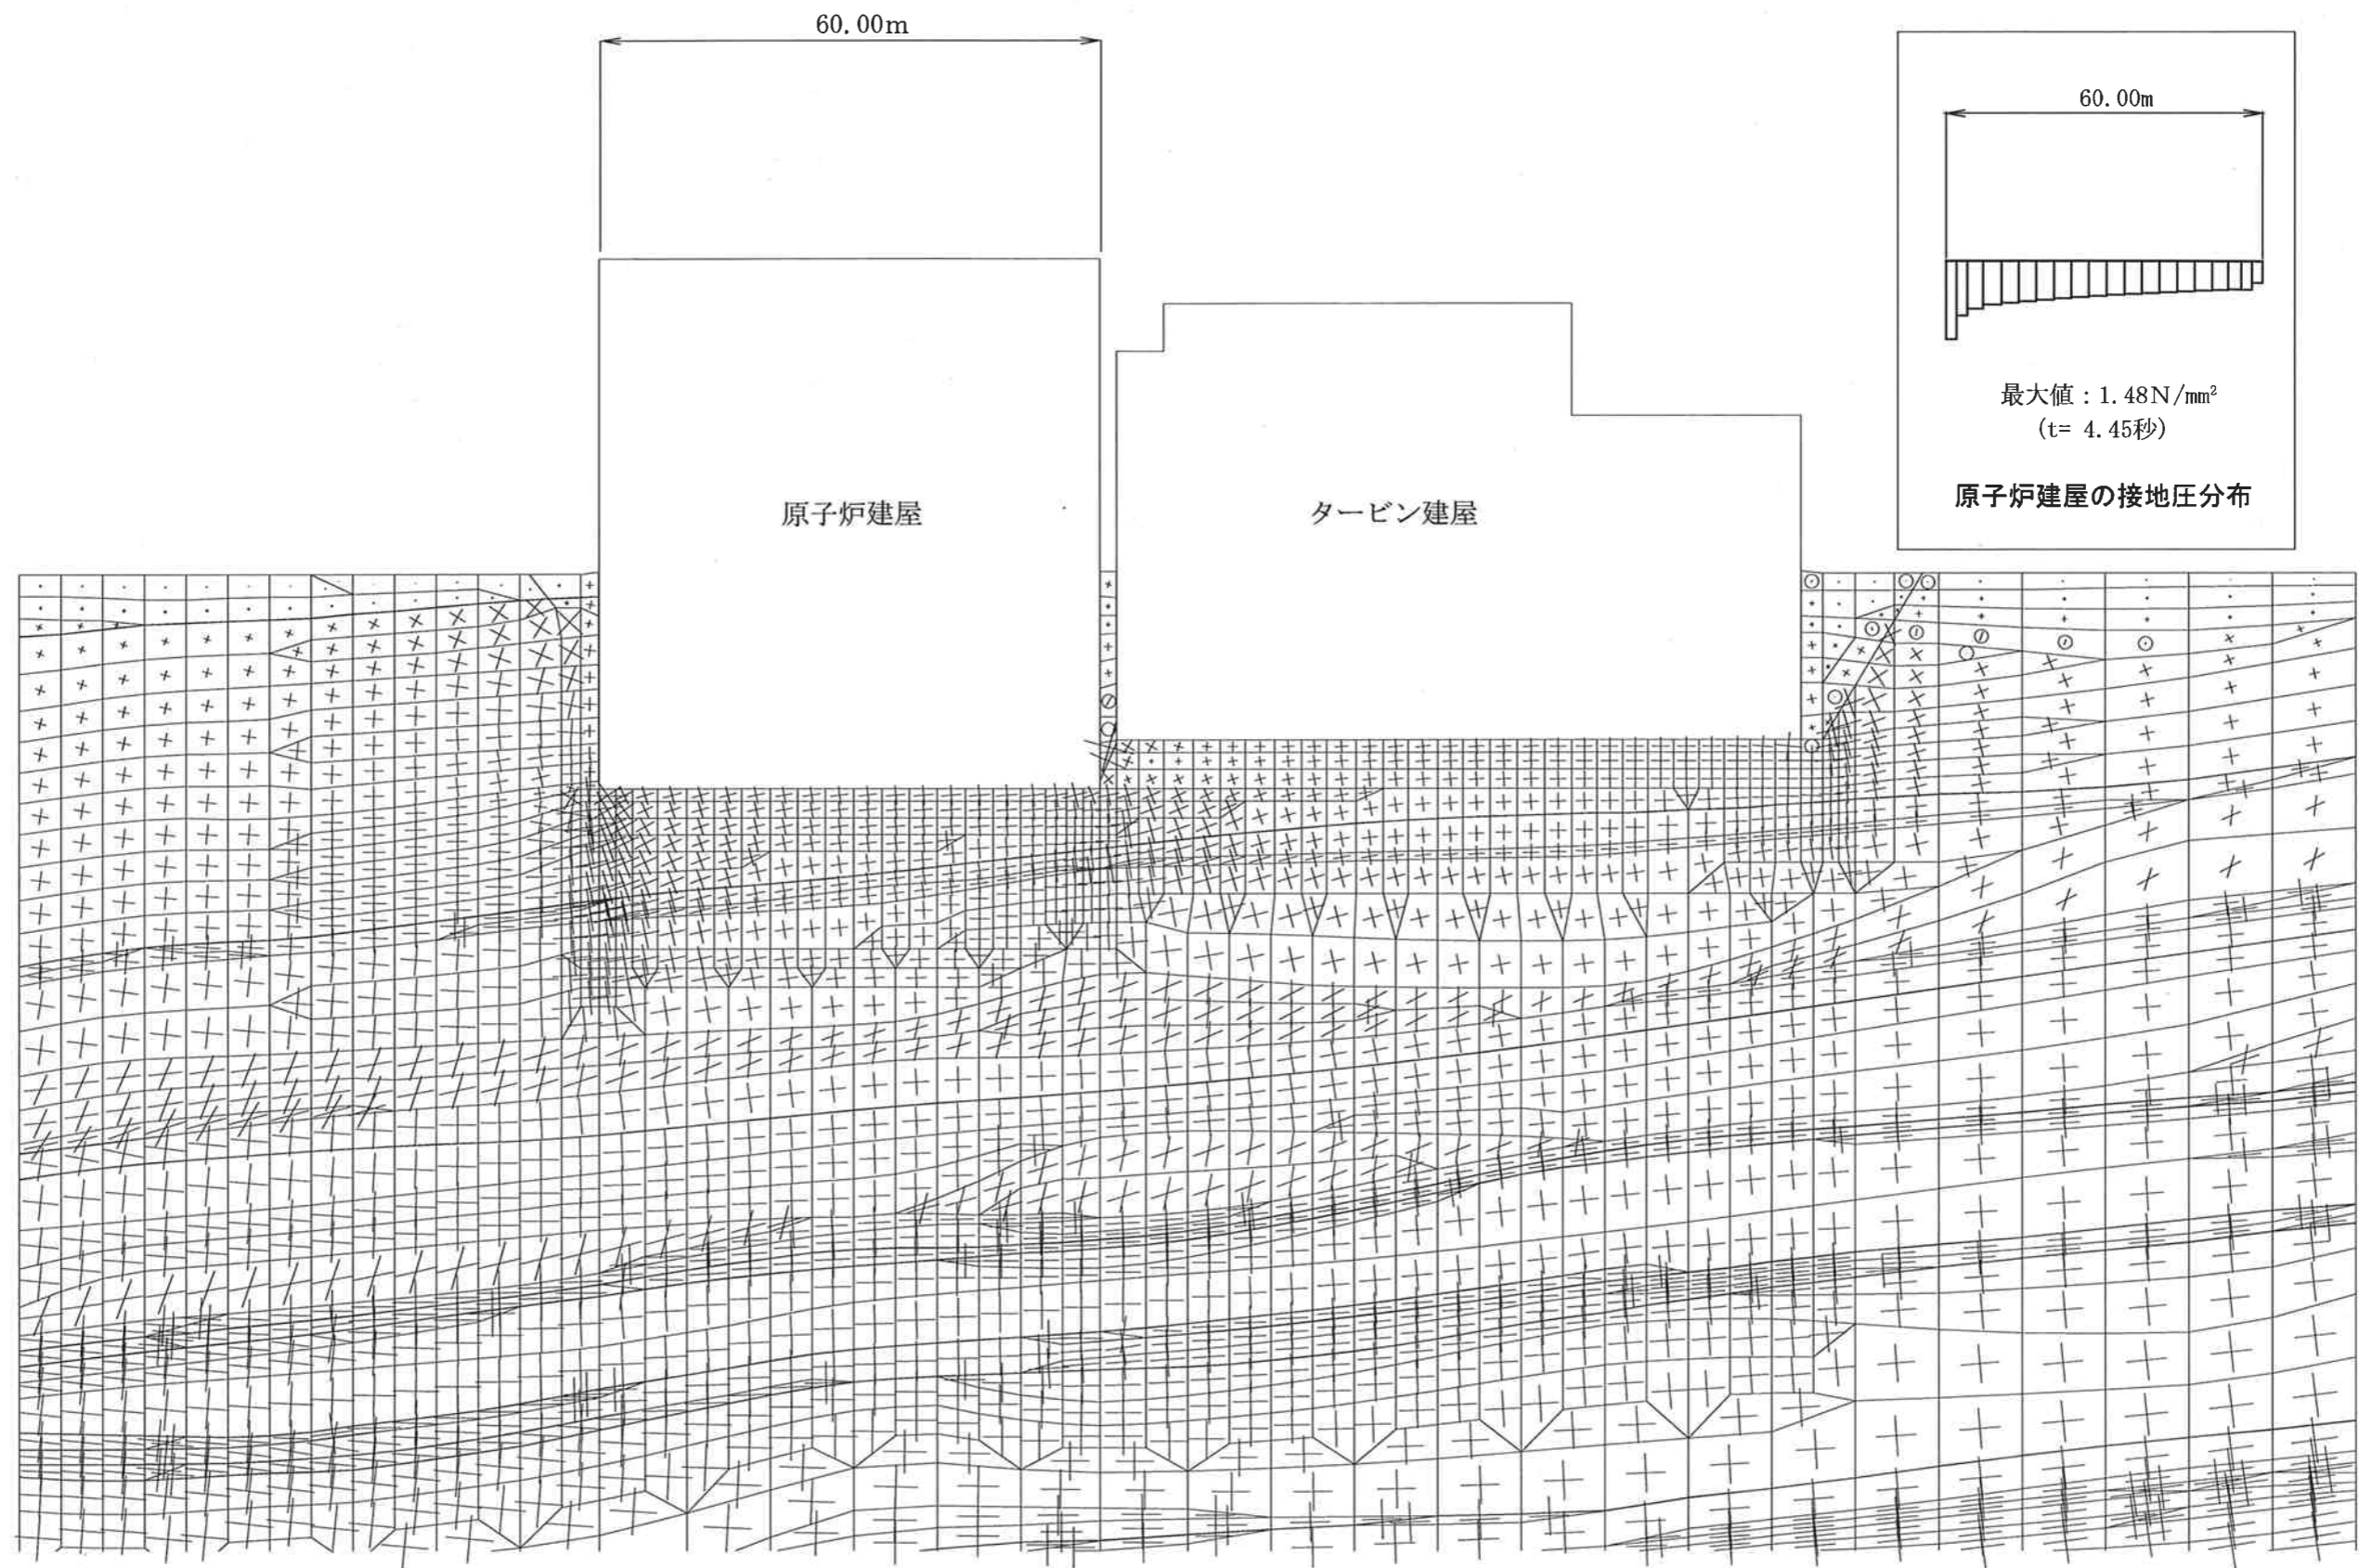 60.00m
60.00m
最大値：1.48N/mm²
(t= 4.45秒)
原子炉建屋の接地圧分布
原子炉建屋
タービン建屋